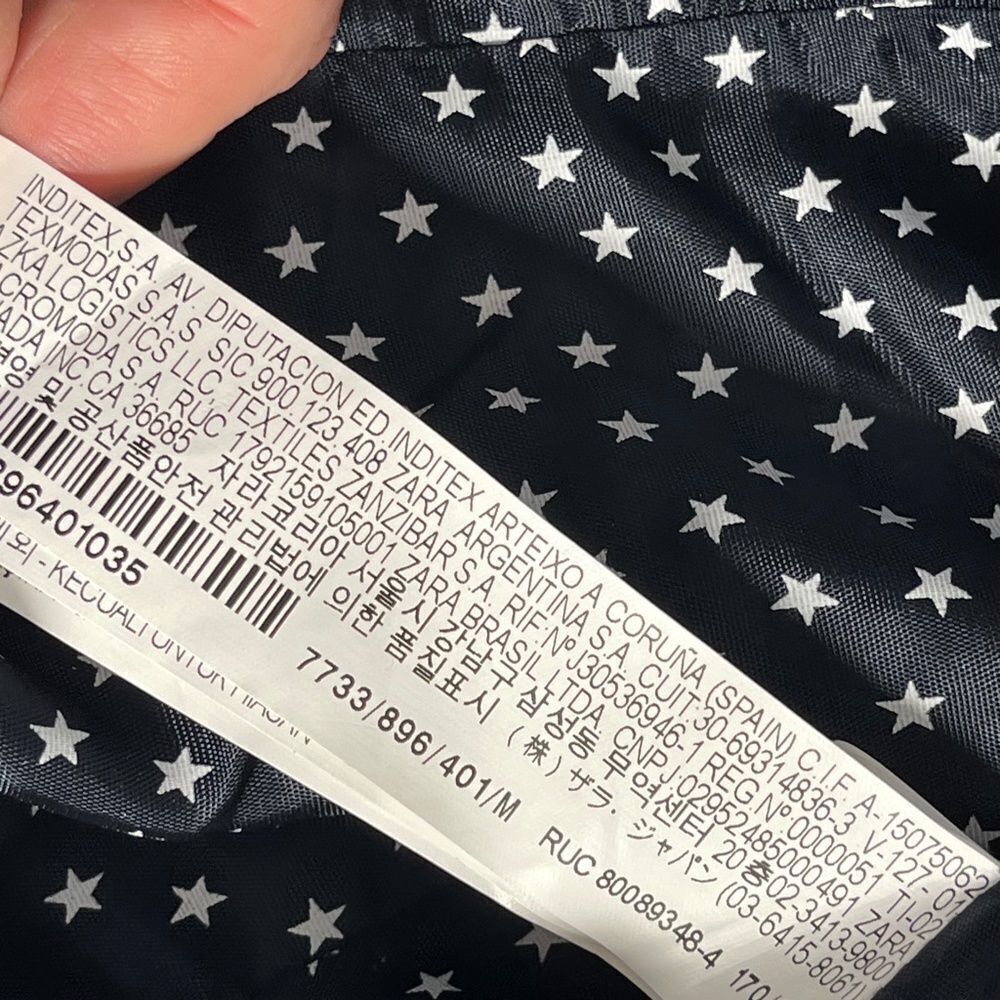 INDITEX,S.A. AV. DIPUTACION ED.INDITEX ARTEIXO A CORUÑA (SPAIN) C.I.F. A-15075062
TEXMODAS S.A.S. SIC 900.123 408 ZARA ARGENTINA S.A. CUIT:30-69314836-3 V-127- 01
ZKA LOGISTICS LLC, TEXTILES ZANZIBAR S.A. RIF:Nº J30536946-1 REG.Nº:0000051 TI-02
CROMODA S.A. RUC 1792159105001 ZARA BRASIL,LTDA. CNPJ.02952485000491 ZARA
ADA INC.CA 36685 자라코리아 서울시 강남구 삼성동 무역센터 20층02-3413-9800
및 공산품안전 관리법에 의한 품질표시 (株)ザラ・ジャパン (03-6415-8061)
96401035 7733/896/401/M RUC 80089348-4 170/